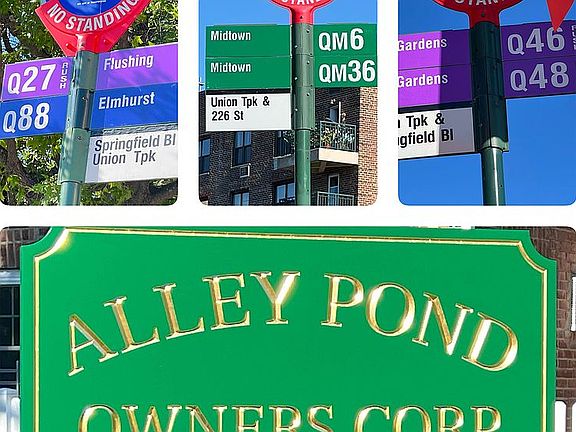 NO STANDING
Q27 RUSH
Flushing
Q88
Elmhurst
Springfield Bl
Union Tpk
Midtown
QM6
Midtown
QM36
Union Tpk &
226 St
Gardens
Q46
Gardens
Q48
n Tpk &
ngfield Bl
ALLEY POND
OWNERS CORP